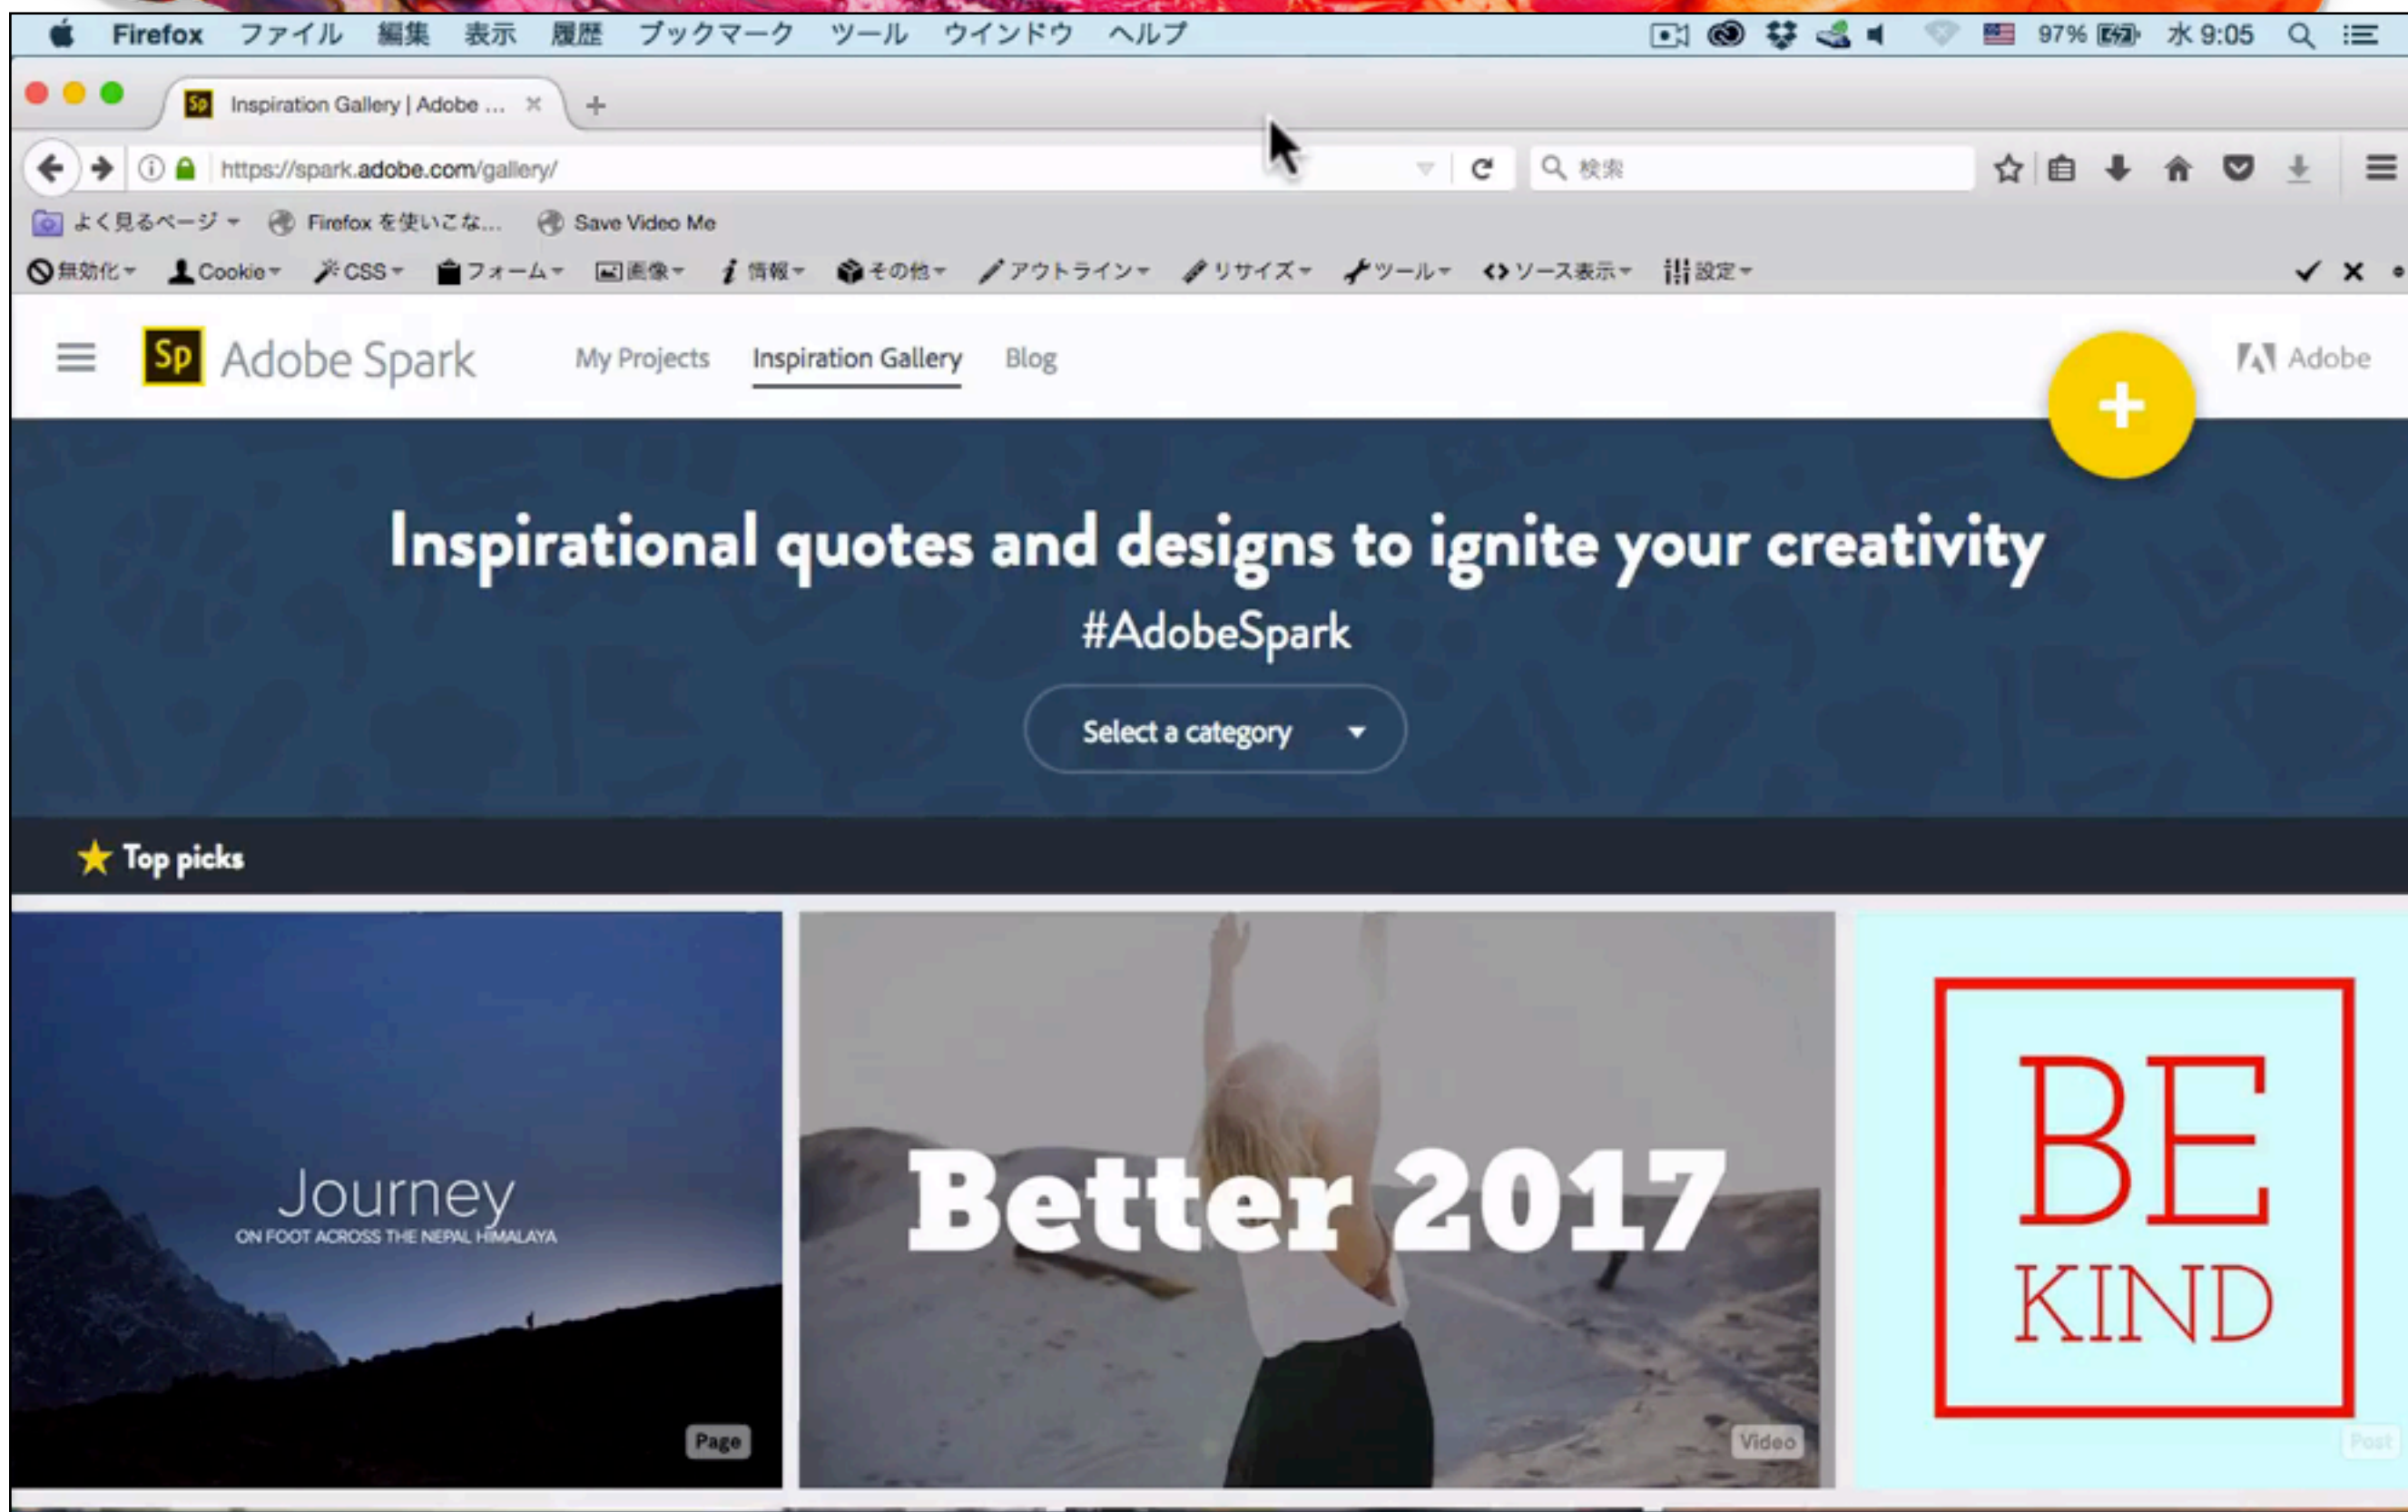 Firefox ファイル 編集 表示 履歴 ブックマーク ツール ウインドウ ヘルプ 97% 水 9:05
Sp Inspiration Gallery | Adobe ...
https://spark.adobe.com/gallery/ 検索
よく見るページ Firefox を使いこな... Save Video Me
無効化 Cookie CSS フォーム 画像 情報 その他 アウトライン リサイズ ツール ソース表示 設定
Sp Adobe Spark My Projects Inspiration Gallery Blog Adobe
Inspirational quotes and designs to ignite your creativity
#AdobeSpark
Select a category
Top picks
Journey
ON FOOT ACROSS THE NEPAL HIMALAYA
Page
Better 2017
Video
BE
KIND
Post